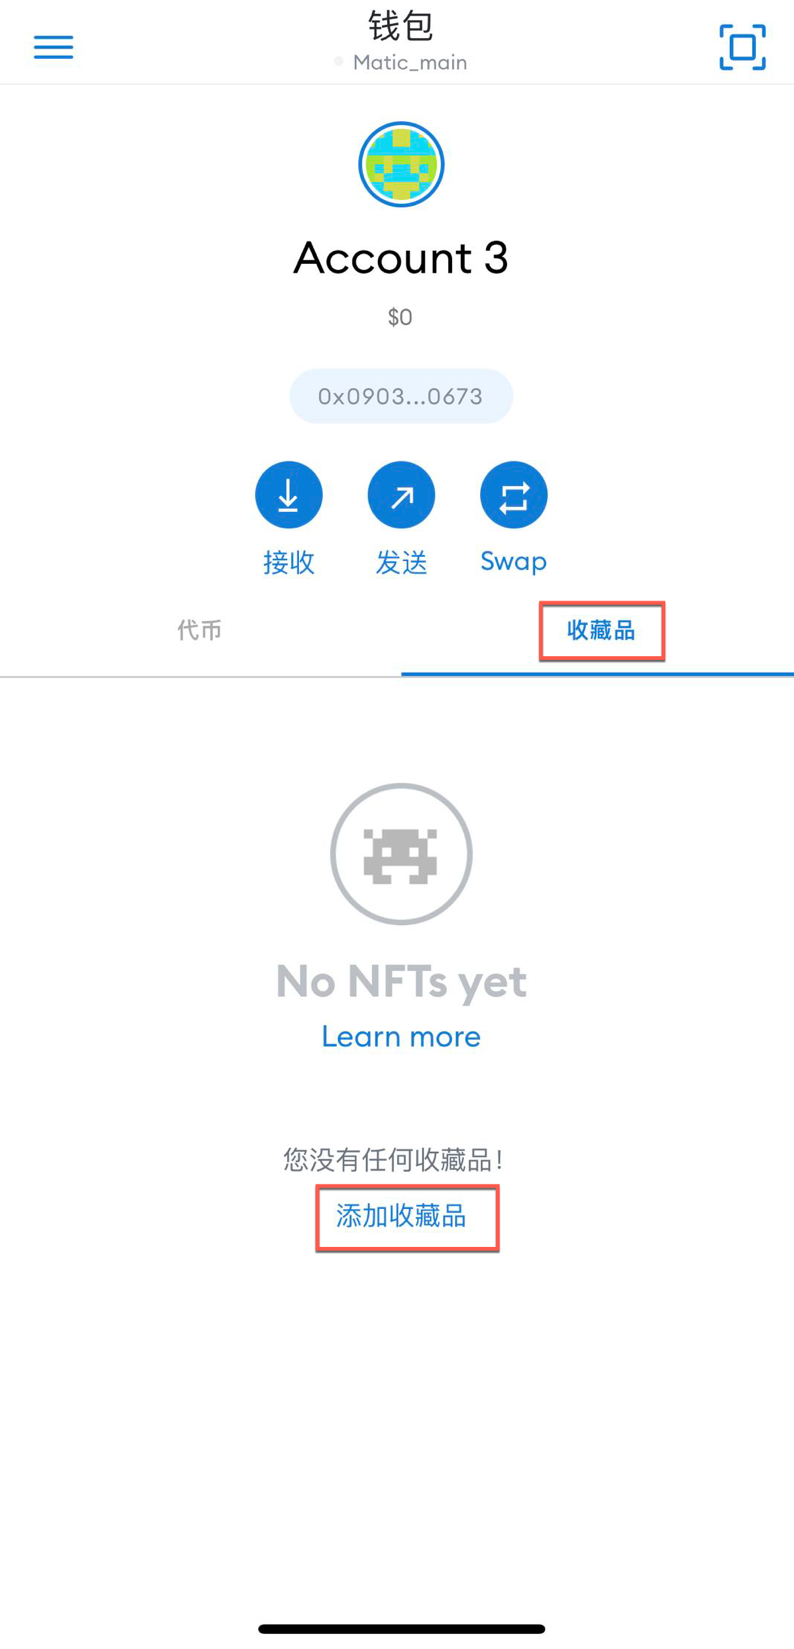 钱包
Matic_main
Account 3
$0
0x0903...0673
接收 发送 Swap
代币 收藏品
No NFTs yet
Learn more
您没有任何收藏品！
添加收藏品